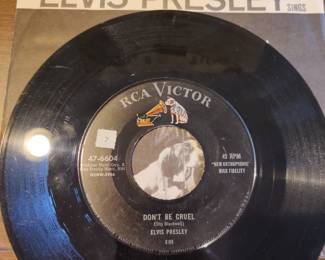 ELVIS PRESLEY
SINGS
RCA VICTOR
47-6604
45 RPM
"NEW ORTHOPHONIC"
HIGH FIDELITY
DON'T BE CRUEL
(Otis Blackwell)
ELVIS PRESLEY